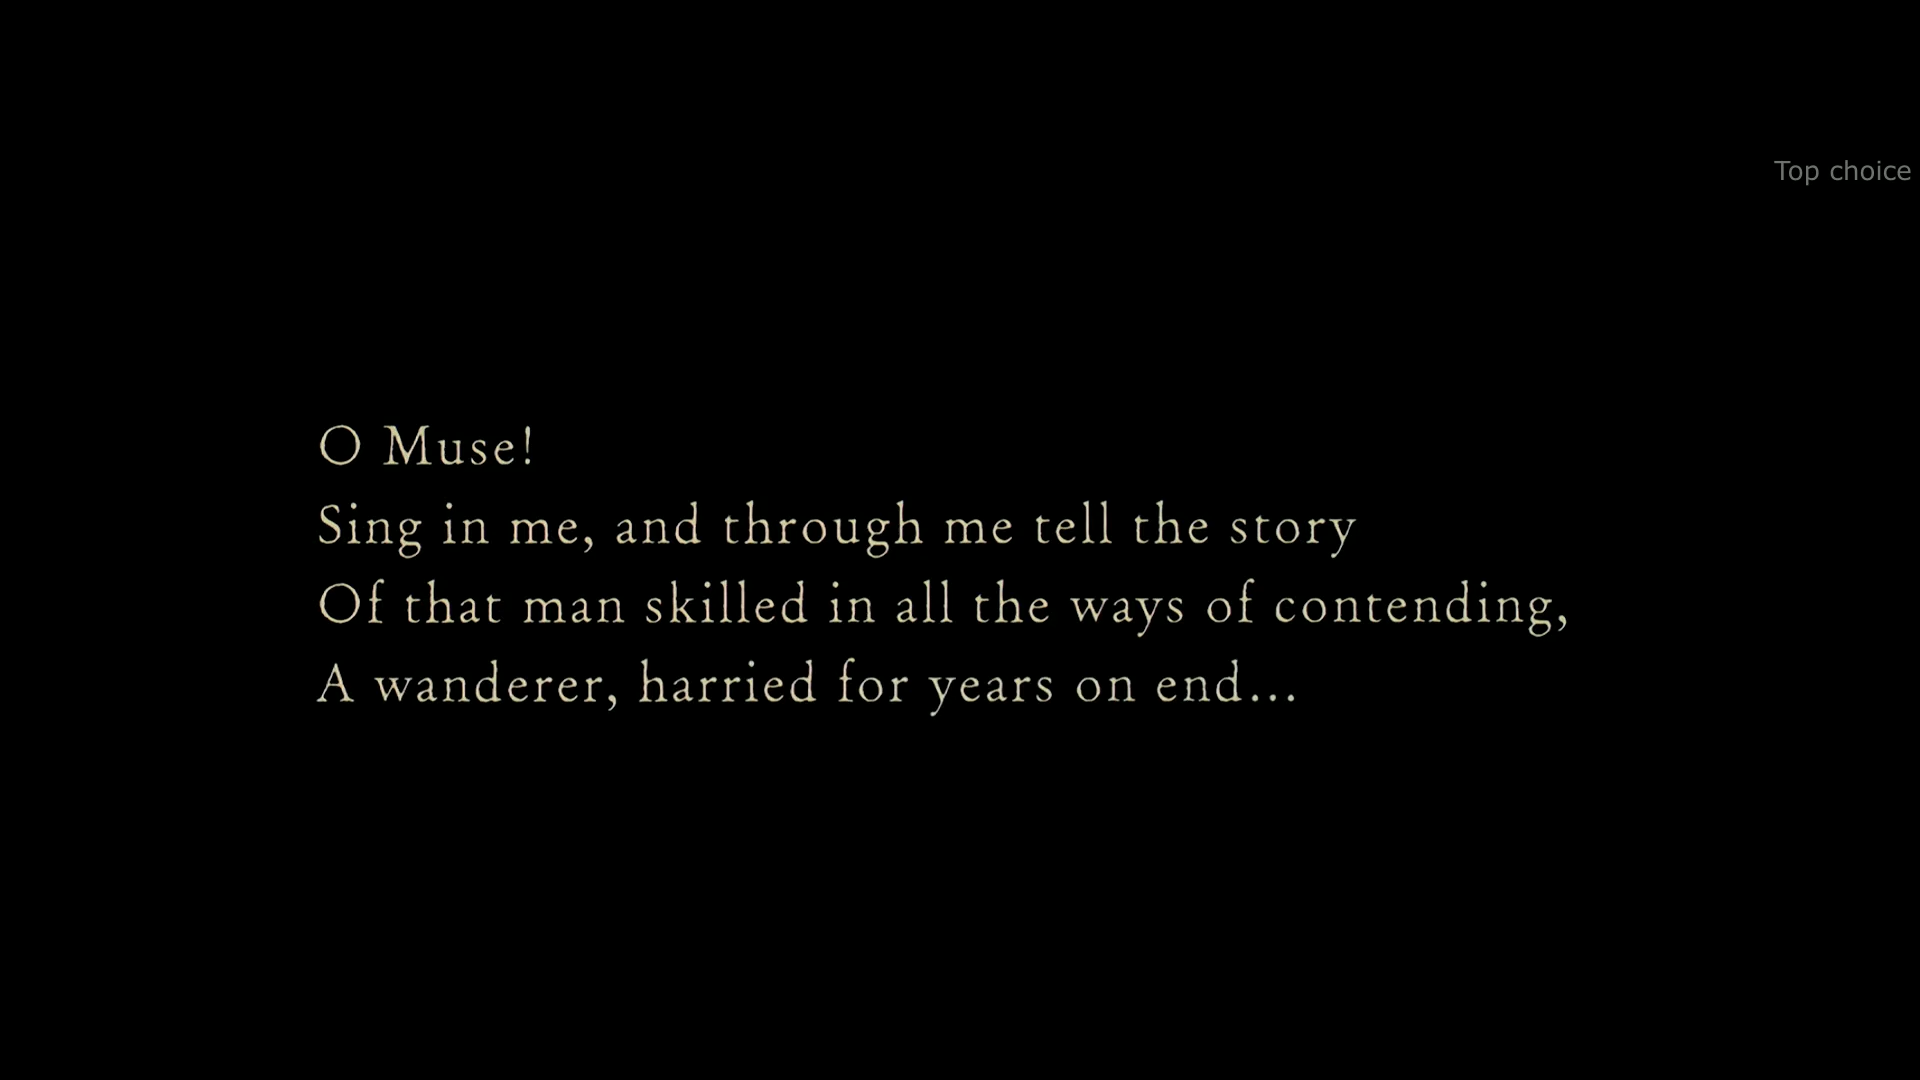 Top choice
O Muse!
Sing in me, and through me tell the story
Of that man skilled in all the ways of contending,
A wanderer, harried for years on end...